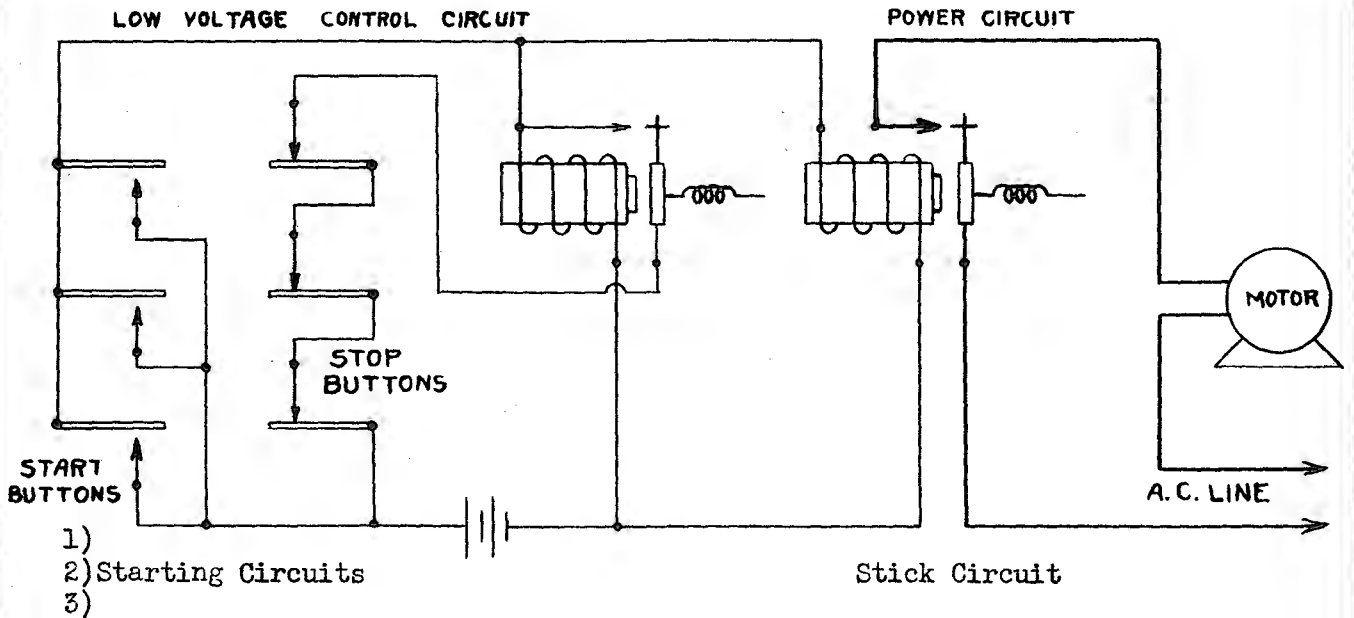 LOW VOLTAGE CONTROL CIRCUIT
POWER CIRCUIT
STOP
BUTTONS
MOTOR
START
BUTTONS
A.C. LINE
1)
2)Starting Circuits
Stick Circuit
3)